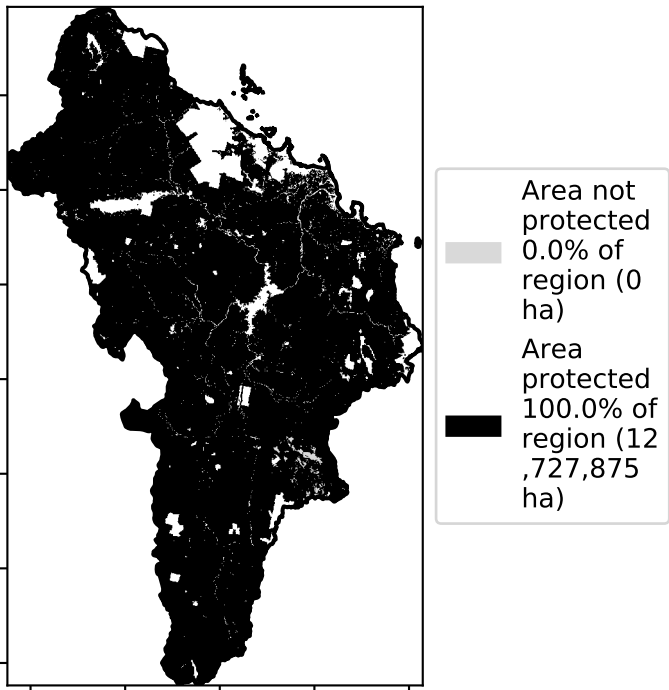 Area not
protected
0.0% of
region (0
ha)
Area
protected
100.0% of
region (12
,727,875
ha)